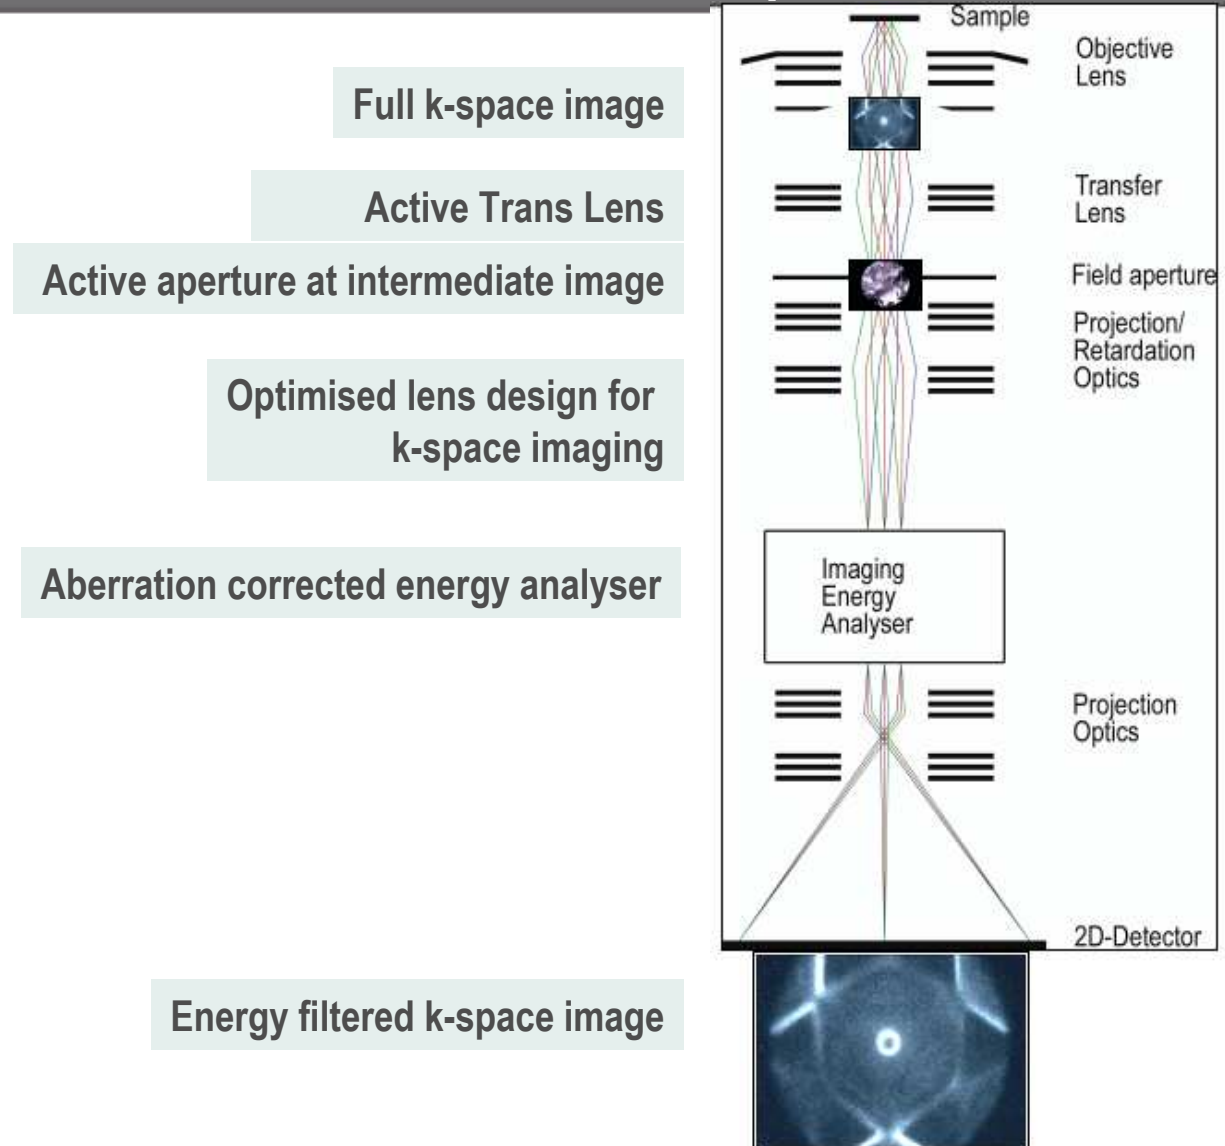 Full k-space image
Active Trans Lens
Active aperture at intermediate image
Optimised lens design for
k-space imaging
Aberration corrected energy analyser
Energy filtered k-space image
Sample
Objective
Lens
Transfer
Lens
Field aperture
Projection/
Retardation
Optics
Imaging
Energy
Analyser
Projection
Optics
2D-Detector